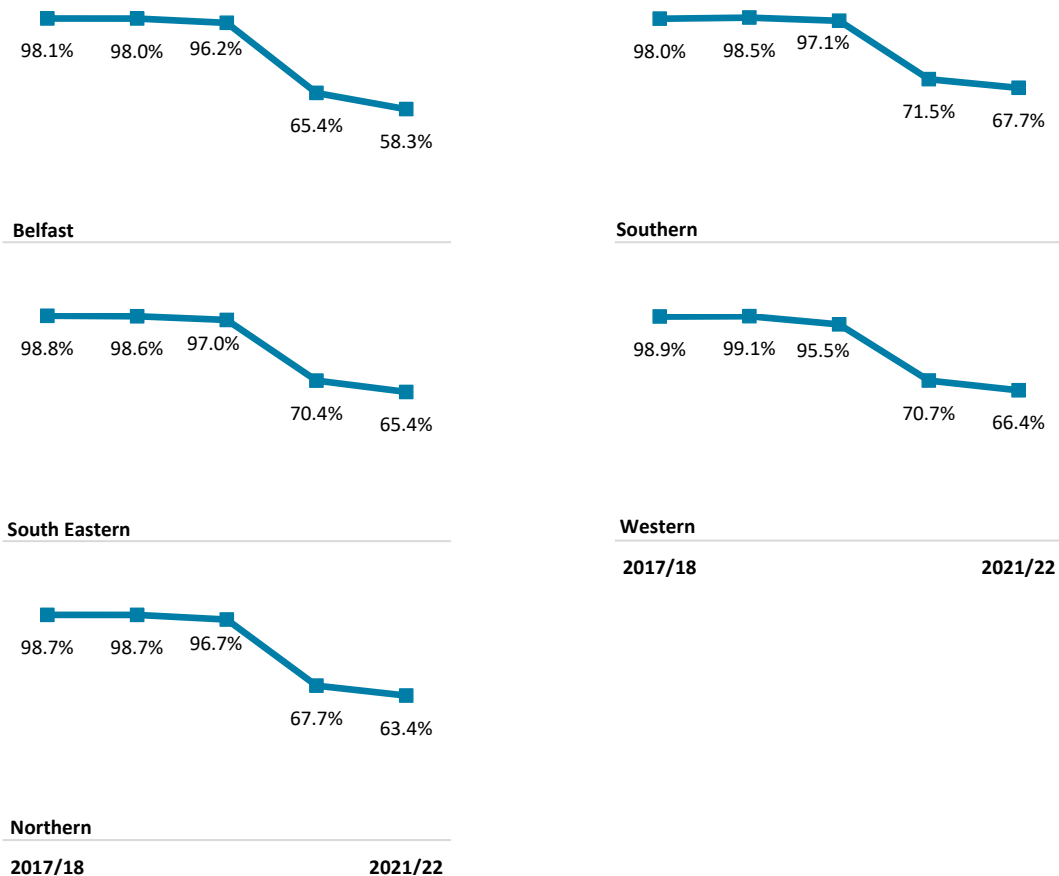 98.1% 98.0% 96.2% 65.4% 58.3%
Belfast
98.0% 98.5% 97.1% 71.5% 67.7%
Southern
98.8% 98.6% 97.0% 70.4% 65.4%
South Eastern
98.9% 99.1% 95.5% 70.7% 66.4%
Western
2017/18 2021/22
98.7% 98.7% 96.7% 67.7% 63.4%
Northern
2017/18 2021/22